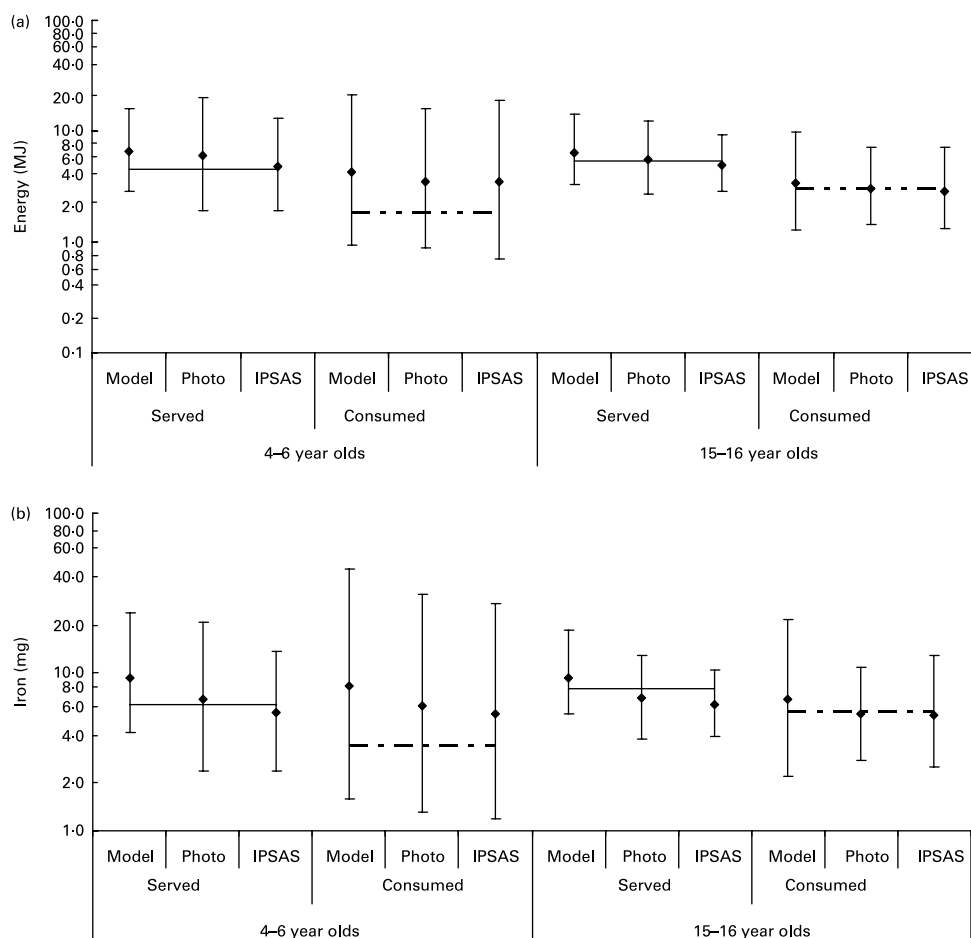 (a)
Energy (MJ)
100·0
80·0
60·0
40·0
20·0
10·0
8·0
6·0
4·0
2·0
1·0
0·8
0·6
0·4
0·2
0·1
Model Photo IPSAS Model Photo IPSAS Model Photo IPSAS Model Photo IPSAS
Served Consumed Served Consumed
4–6 year olds 15–16 year olds
(b)
Iron (mg)
100·0
80·0
60·0
40·0
20·0
10·0
8·0
6·0
4·0
2·0
1·0
Model Photo IPSAS Model Photo IPSAS Model Photo IPSAS Model Photo IPSAS
Served Consumed Served Consumed
4–6 year olds 15–16 year olds